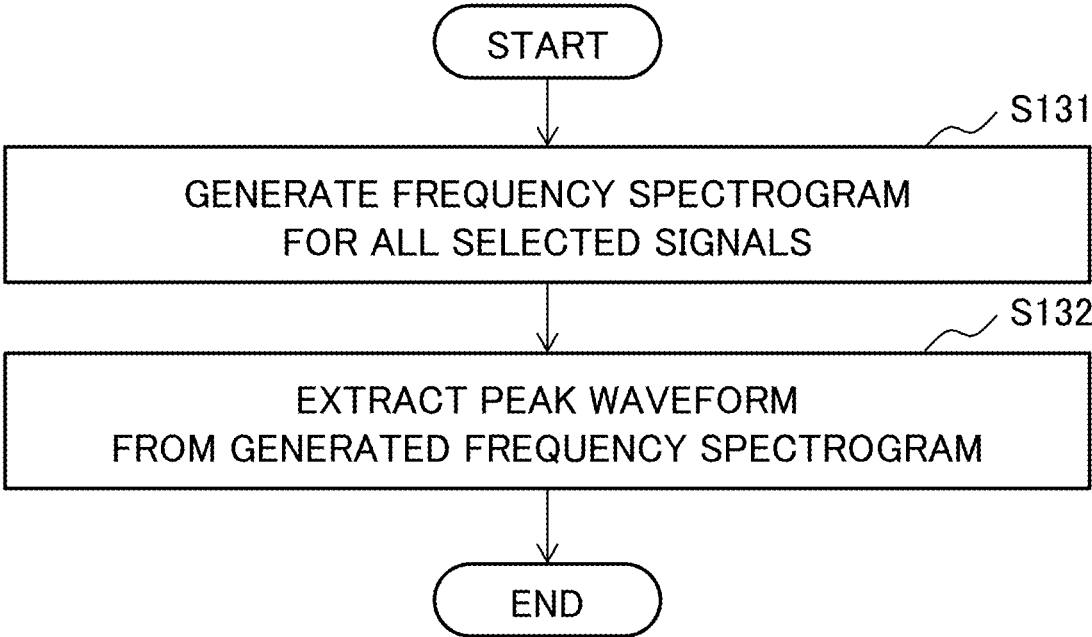 START
S131
GENERATE FREQUENCY SPECTROGRAM
FOR ALL SELECTED SIGNALS
S132
EXTRACT PEAK WAVEFORM
FROM GENERATED FREQUENCY SPECTROGRAM
END